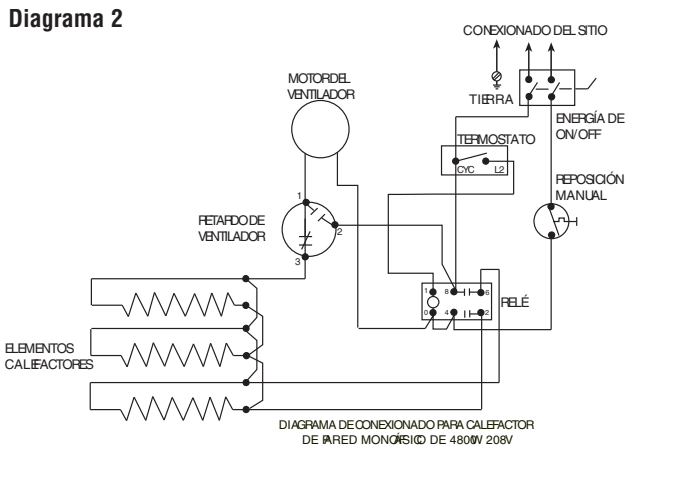 Diagrama 2
CONEXIONADO DEL SITIO
MOTOR DEL
VENTILADOR
TIERRA
ENERGÍA DE
ON/OFF
TERMOSTATO
CYC L2
REPOSICIÓN
MANUAL
RETARDO DE
VENTILADOR
1
2
3
1 8 6
0 4 2
RELÉ
ELEMENTOS
CALEFACTORES
DIAGRAMA DE CONEXIONADO PARA CALEFACTOR
DE PARED MONOFÁSICO DE 4800W 208V